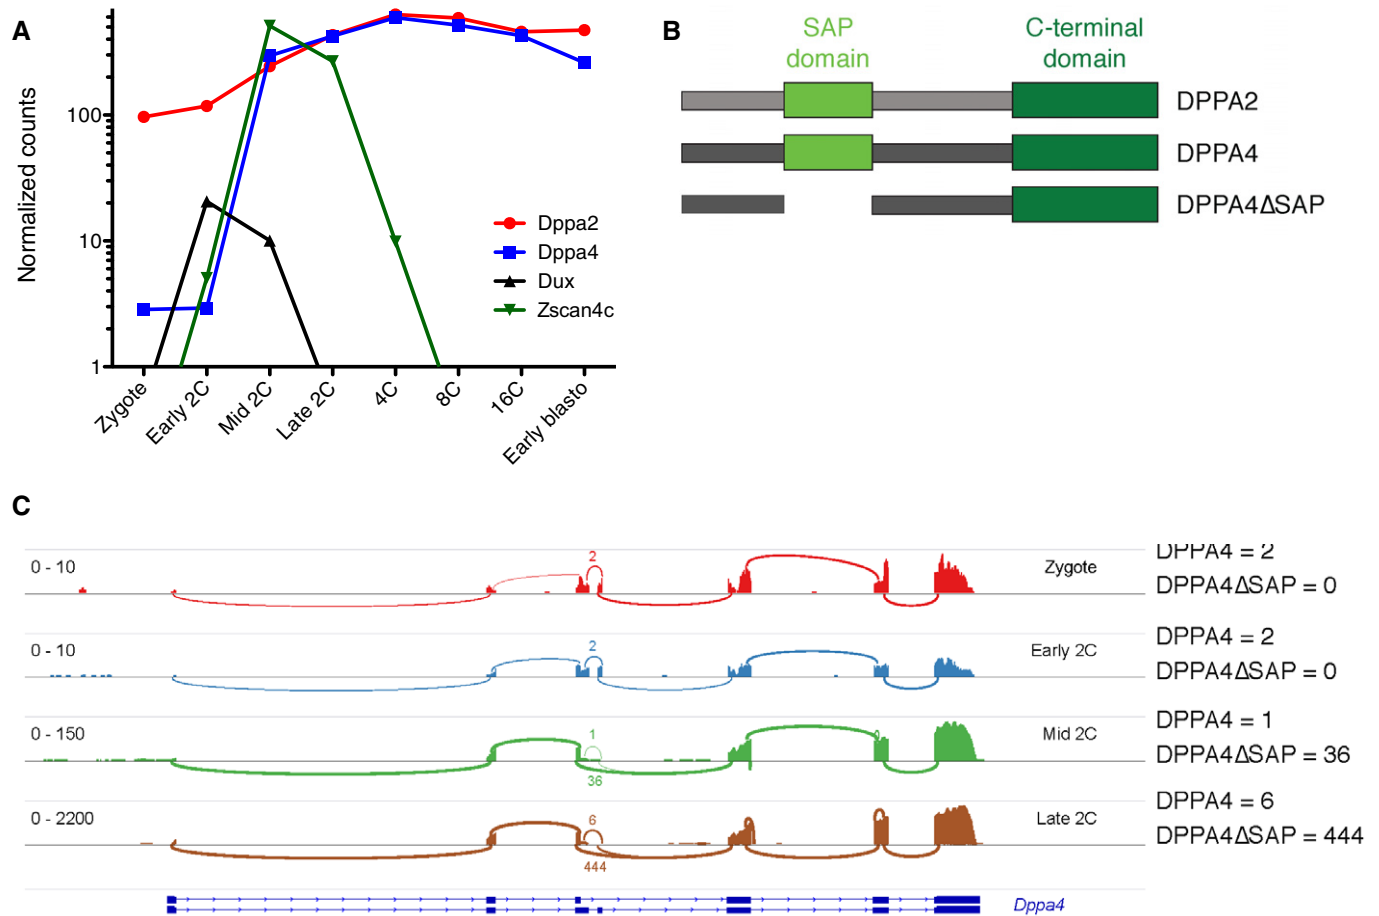 A
Normalized counts
100
10
1
Zygote
Early 2C
Mid 2C
Late 2C
4C
8C
16C
Early blasto
Dppa2
Dppa4
Dux
Zscan4c
B
SAP
domain
C-terminal
domain
DPPA2
DPPA4
DPPA4ΔSAP
C
0 - 10
2
Zygote
DPPA4 = 2
DPPA4ΔSAP = 0
0 - 10
2
Early 2C
DPPA4 = 2
DPPA4ΔSAP = 0
0 - 150
1
36
Mid 2C
DPPA4 = 1
DPPA4ΔSAP = 36
0 - 2200
6
444
Late 2C
DPPA4 = 6
DPPA4ΔSAP = 444
Dppa4